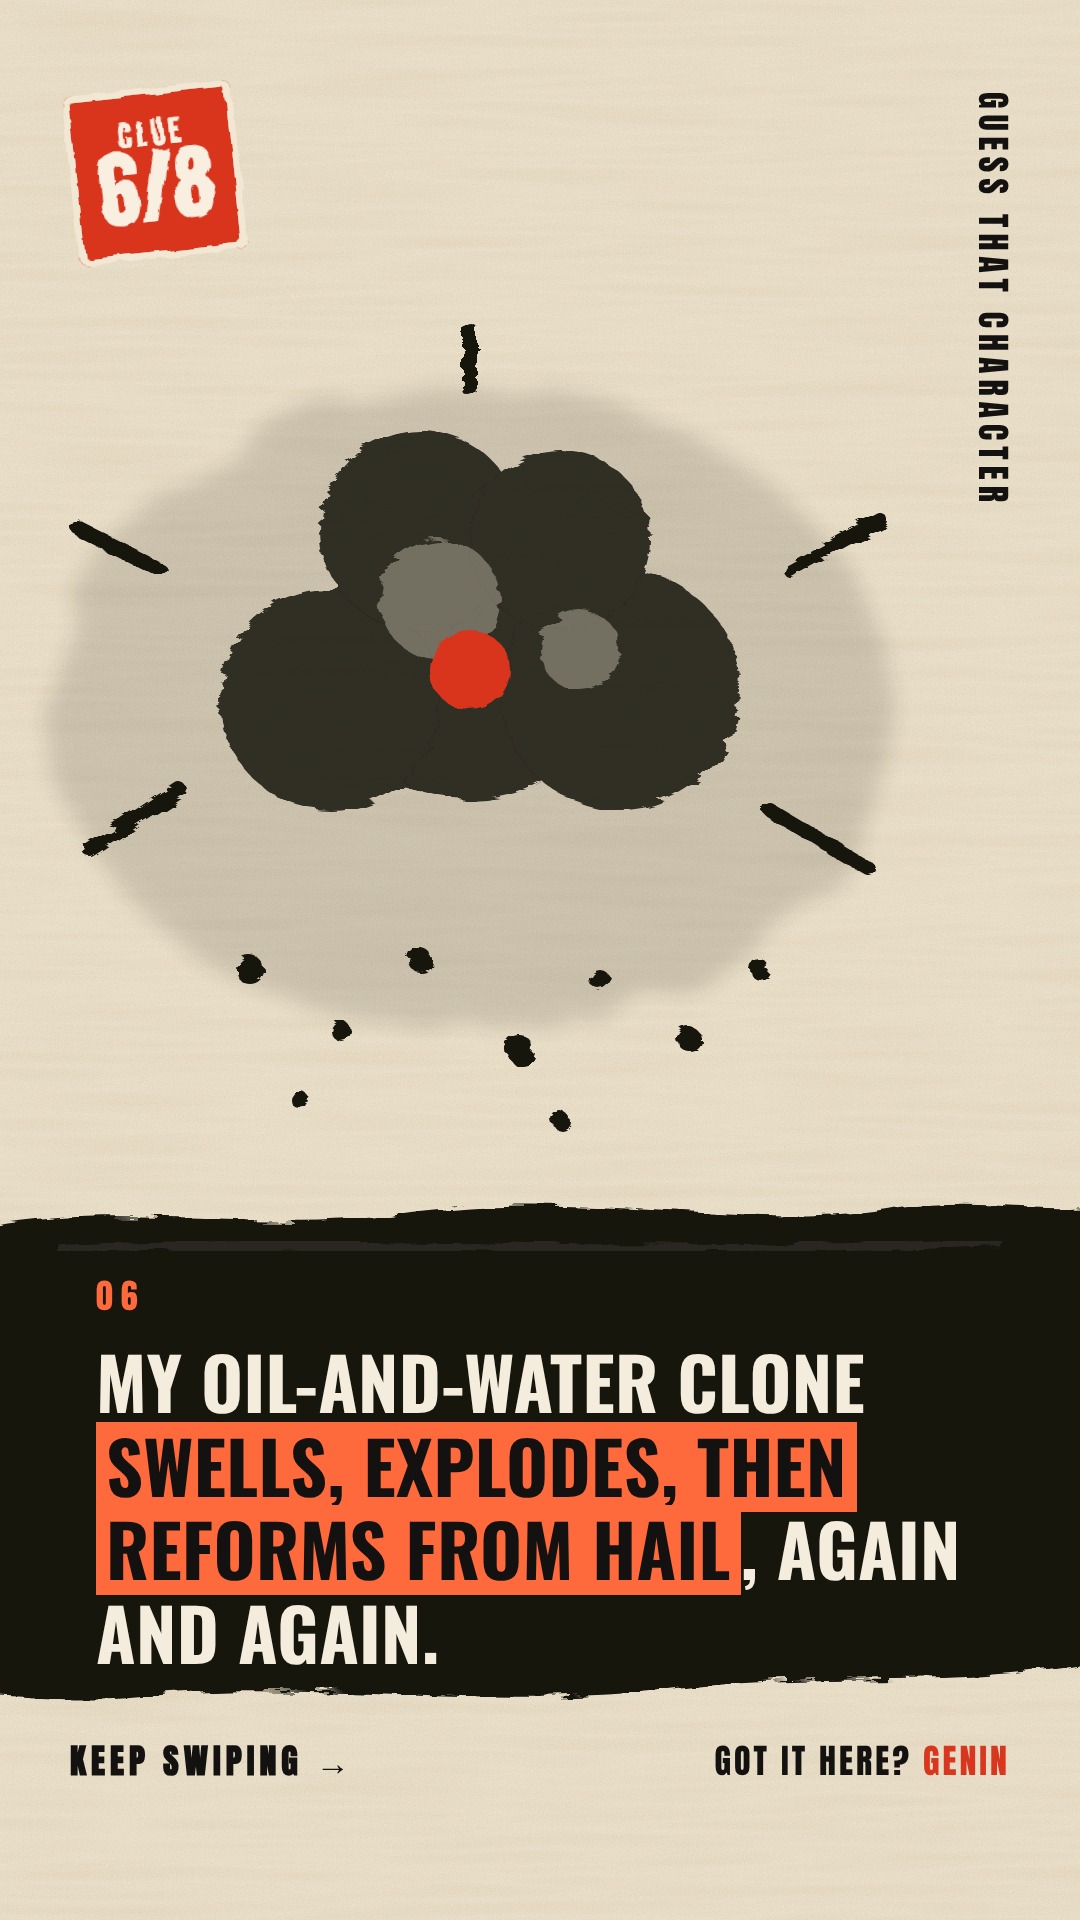 CLUE
6/8
GUESS THAT CHARACTER
06
MY OIL-AND-WATER CLONE
SWELLS, EXPLODES, THEN
REFORMS FROM HAIL, AGAIN
AND AGAIN.
KEEP SWIPING →
GOT IT HERE? GENIN